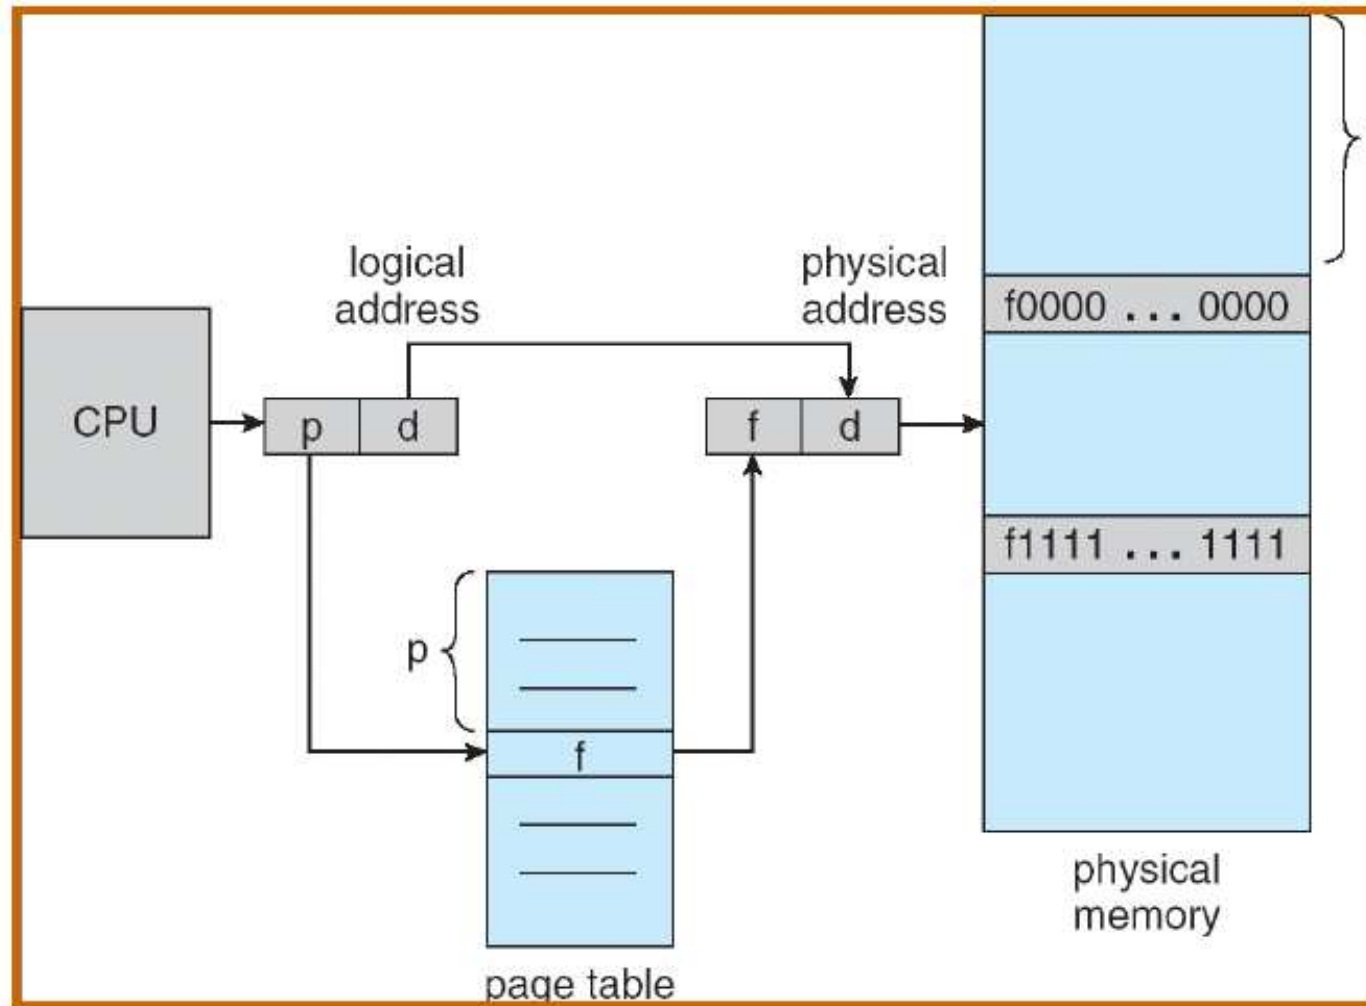 logical
address
physical
address
f0000 ... 0000
CPU
p
d
f
d
f1111 ... 1111
p
f
physical
memory
page table